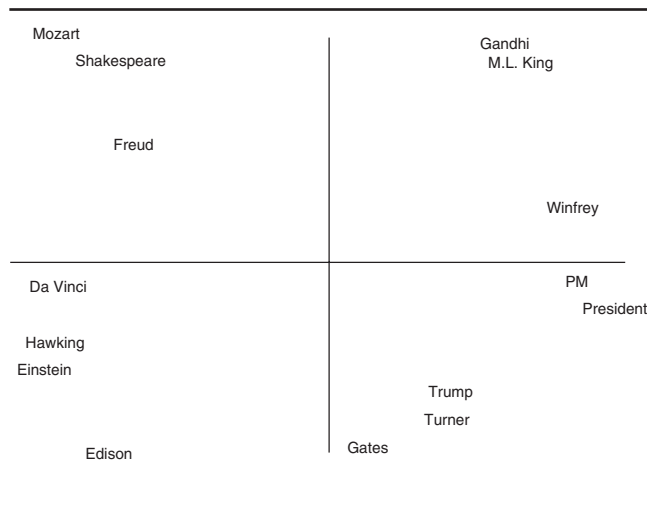 Mozart
Gandhi
Shakespeare
M.L. King
Freud
Winfrey
Da Vinci
PM
President
Hawking
Einstein
Trump
Turner
Gates
Edison